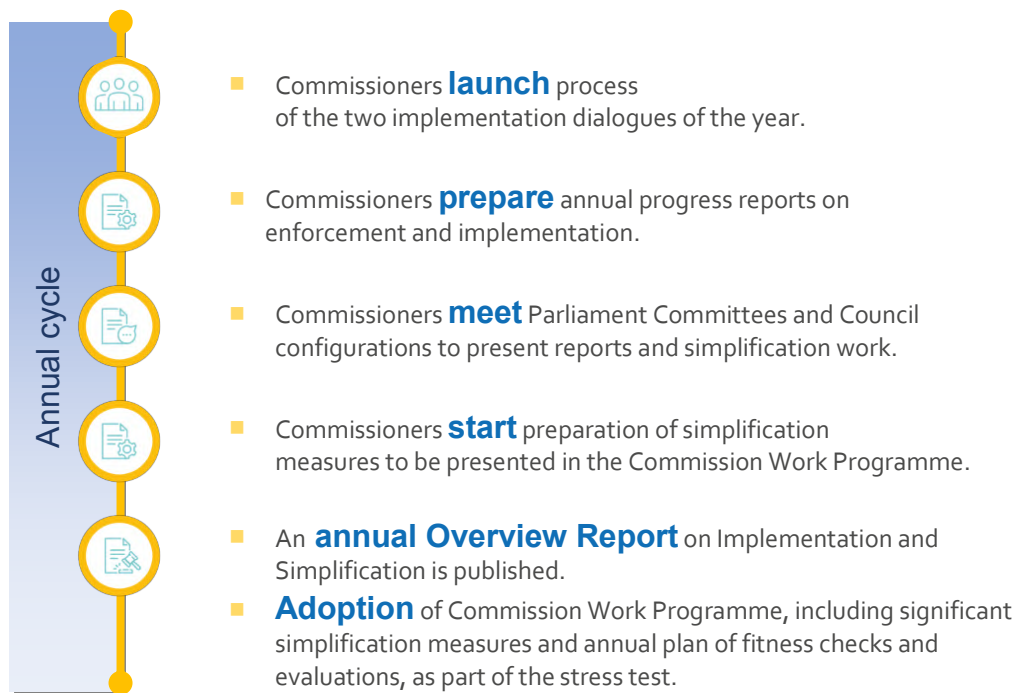 Annual cycle
Commissioners launch process
of the two implementation dialogues of the year.
Commissioners prepare annual progress reports on
enforcement and implementation.
Commissioners meet Parliament Committees and Council
configurations to present reports and simplification work.
Commissioners start preparation of simplification
measures to be presented in the Commission Work Programme.
An annual Overview Report on Implementation and
Simplification is published.
Adoption of Commission Work Programme, including significant
simplification measures and annual plan of fitness checks and
evaluations, as part of the stress test.